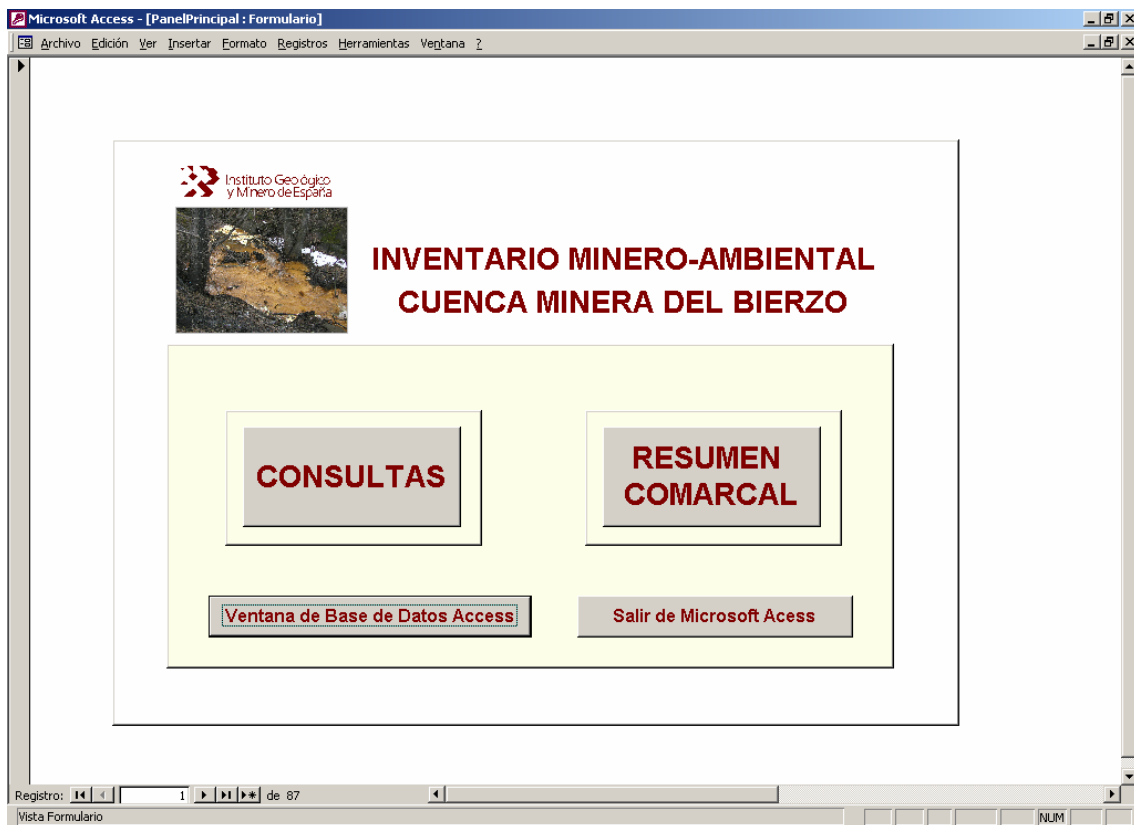 Microsoft Access - [PanelPrincipal : Formulario]
Archivo Edición Ver Insertar Formato Registros Herramientas Ventana ?
Instituto Geológico
y Minero de España
INVENTARIO MINERO-AMBIENTAL
CUENCA MINERA DEL BIERZO
CONSULTAS
RESUMEN
COMARCAL
Ventana de Base de Datos Access
Salir de Microsoft Acess
Registro: 1 de 87
Vista Formulario
NUM